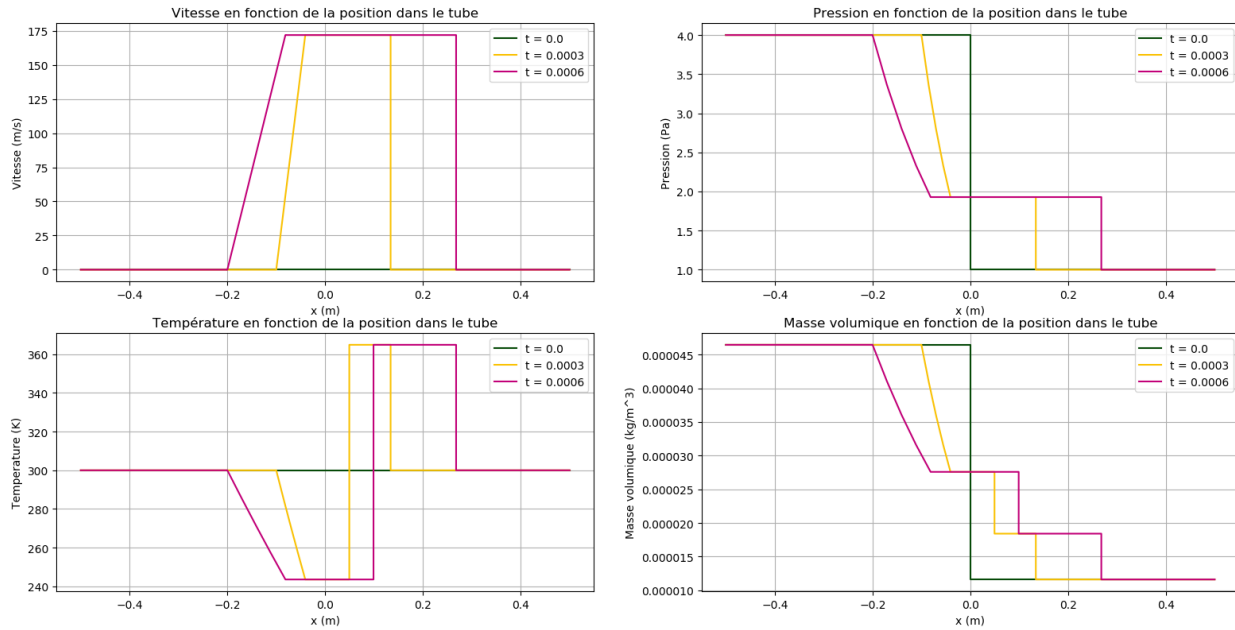 Vitesse en fonction de la position dans le tube
Vitesse (m/s)
175
150
125
100
75
50
25
0
−0.4
−0.2
0.0
0.2
0.4
x (m)
t = 0.0
t = 0.0003
t = 0.0006
Pression en fonction de la position dans le tube
Pression (Pa)
4.0
3.5
3.0
2.5
2.0
1.5
1.0
−0.4
−0.2
0.0
0.2
0.4
x (m)
t = 0.0
t = 0.0003
t = 0.0006
Température en fonction de la position dans le tube
Temperature (K)
360
340
320
300
280
260
240
−0.4
−0.2
0.0
0.2
0.4
x (m)
t = 0.0
t = 0.0003
t = 0.0006
Masse volumique en fonction de la position dans le tube
Masse volumique (kg/m^3)
0.000045
0.000040
0.000035
0.000030
0.000025
0.000020
0.000015
0.000010
−0.4
−0.2
0.0
0.2
0.4
x (m)
t = 0.0
t = 0.0003
t = 0.0006